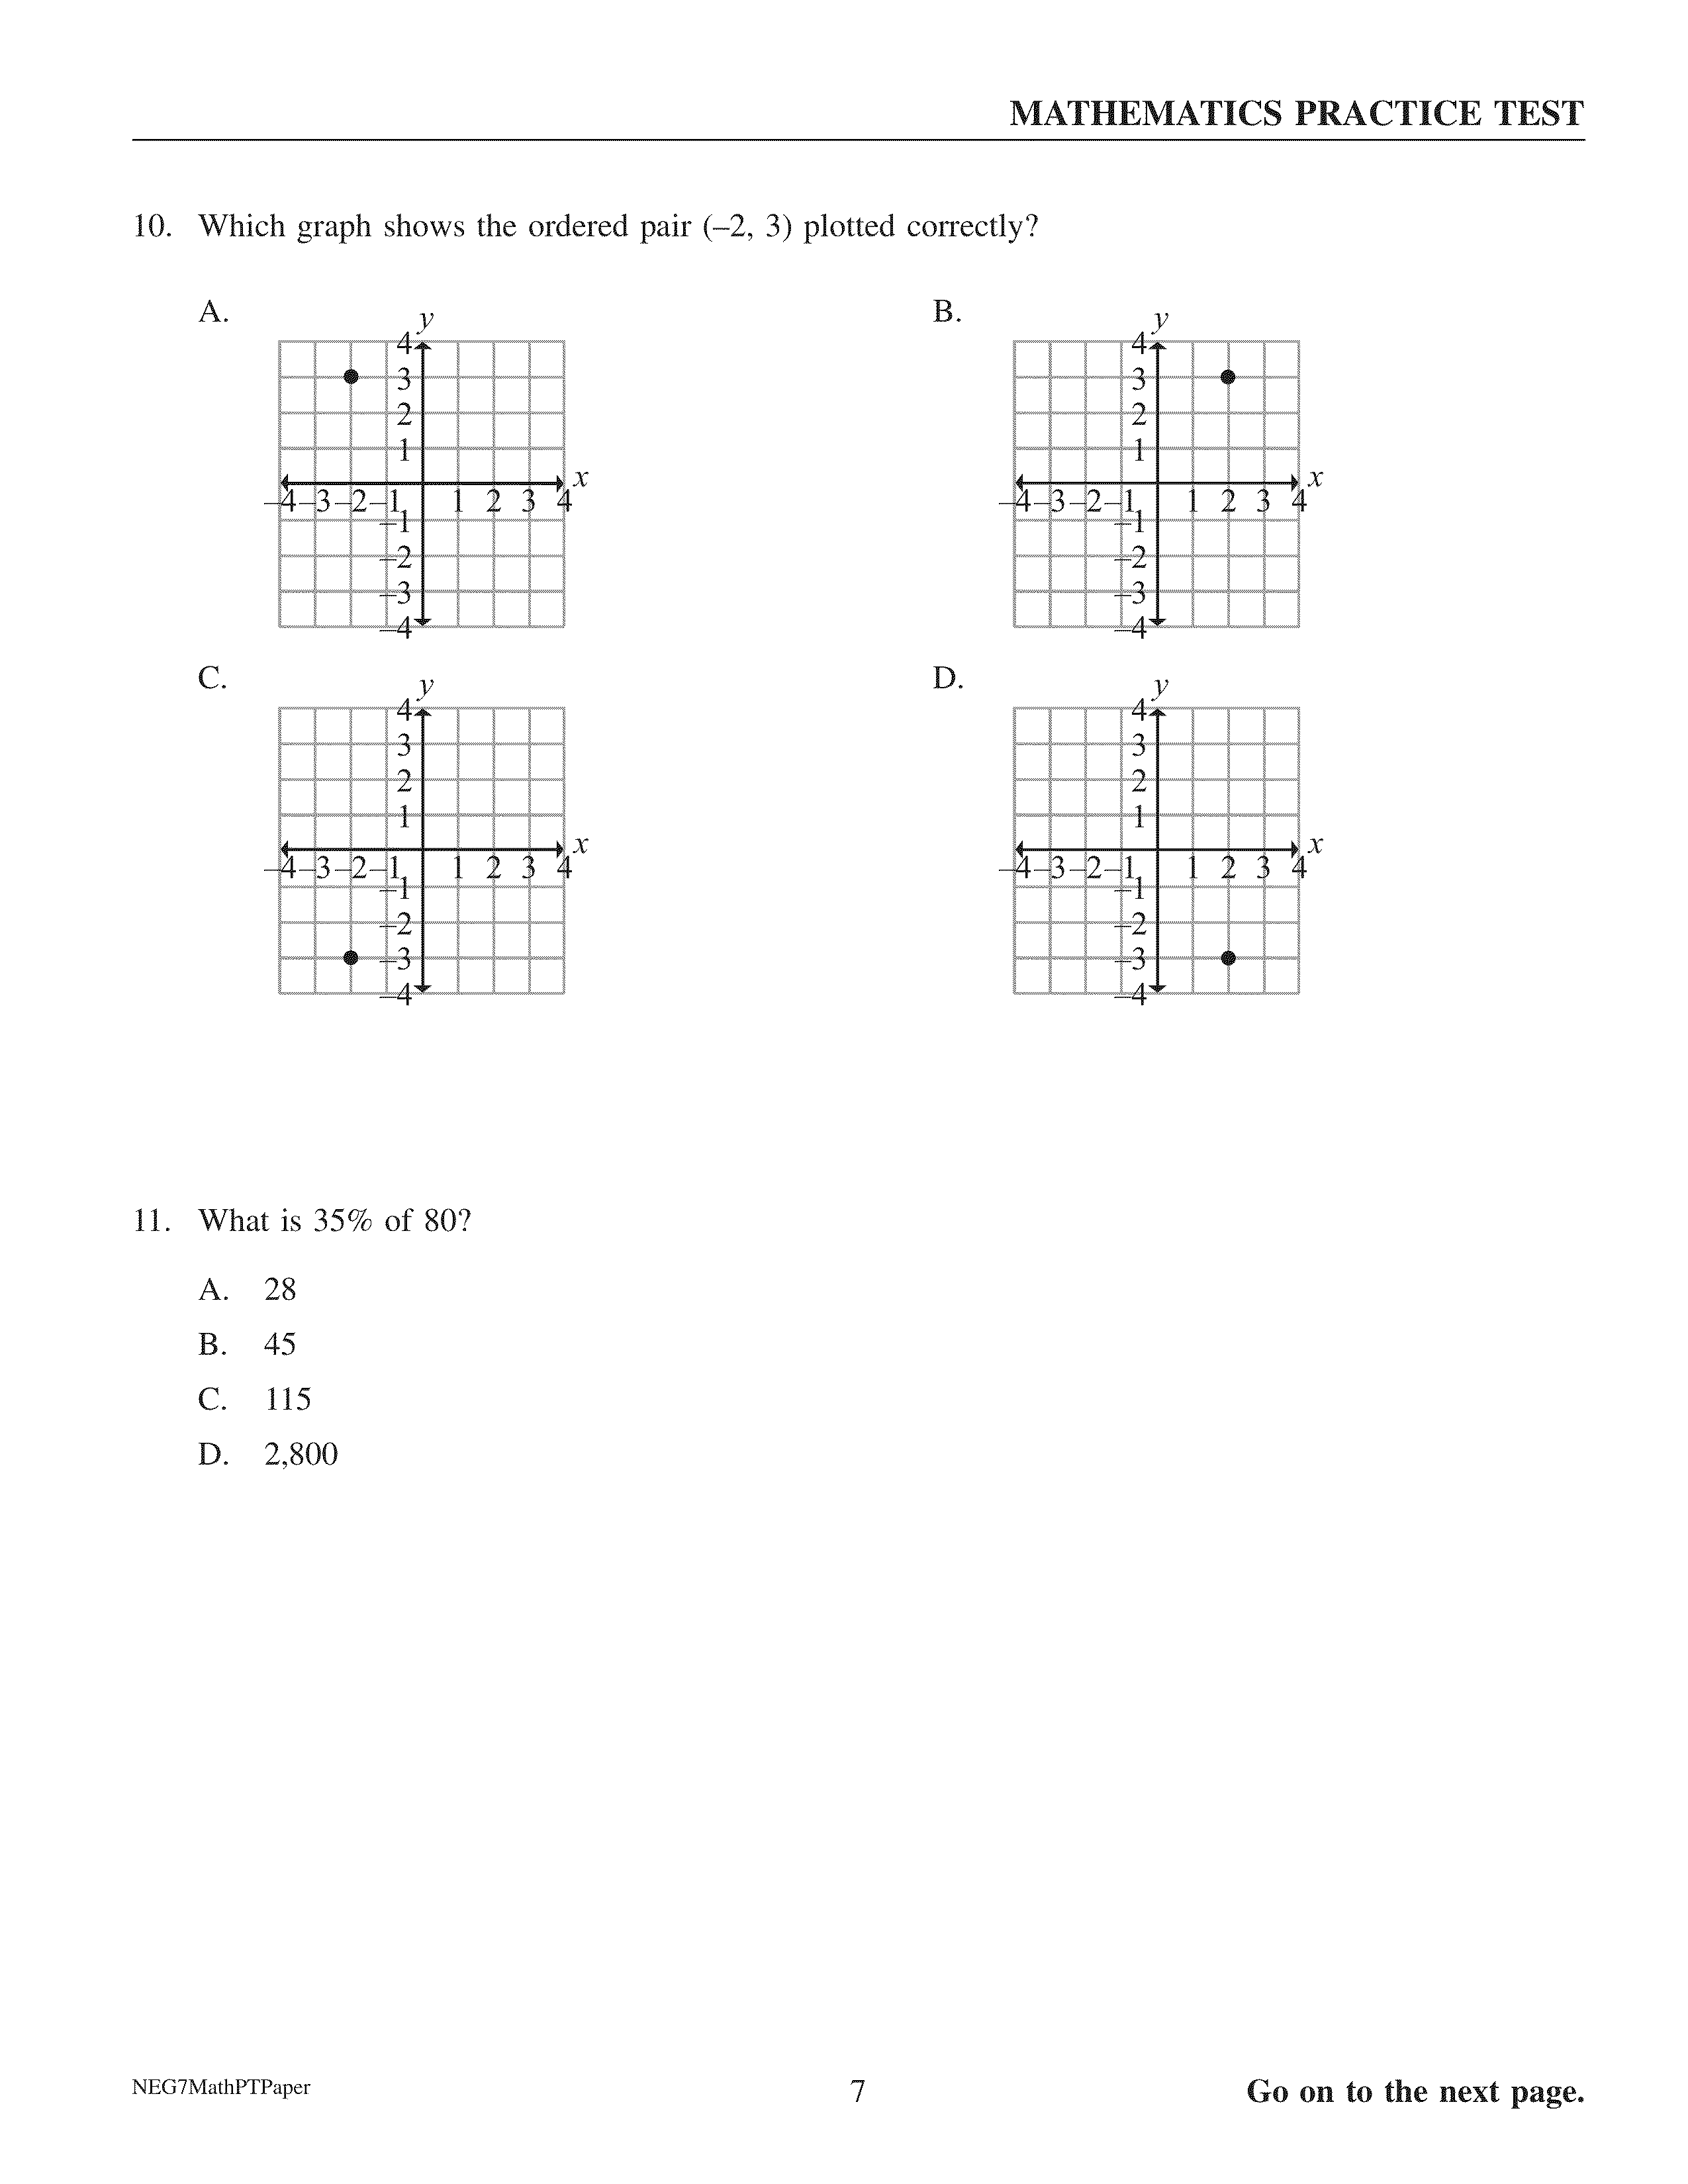 MATHEMATICS PRACTICE TEST
10. Which graph shows the ordered pair (–2, 3) plotted correctly?
A.
y
4
3
2
1
x
–4 –3 –2 –1 1 2 3 4
–1
–2
–3
–4
B.
y
4
3
2
1
x
–4 –3 –2 –1 1 2 3 4
–1
–2
–3
–4
C.
y
4
3
2
1
x
–4 –3 –2 –1 1 2 3 4
–1
–2
–3
–4
D.
y
4
3
2
1
x
–4 –3 –2 –1 1 2 3 4
–1
–2
–3
–4
11. What is 35% of 80?
A. 28
B. 45
C. 115
D. 2,800
NEG7MathPTPaper 7 Go on to the next page.